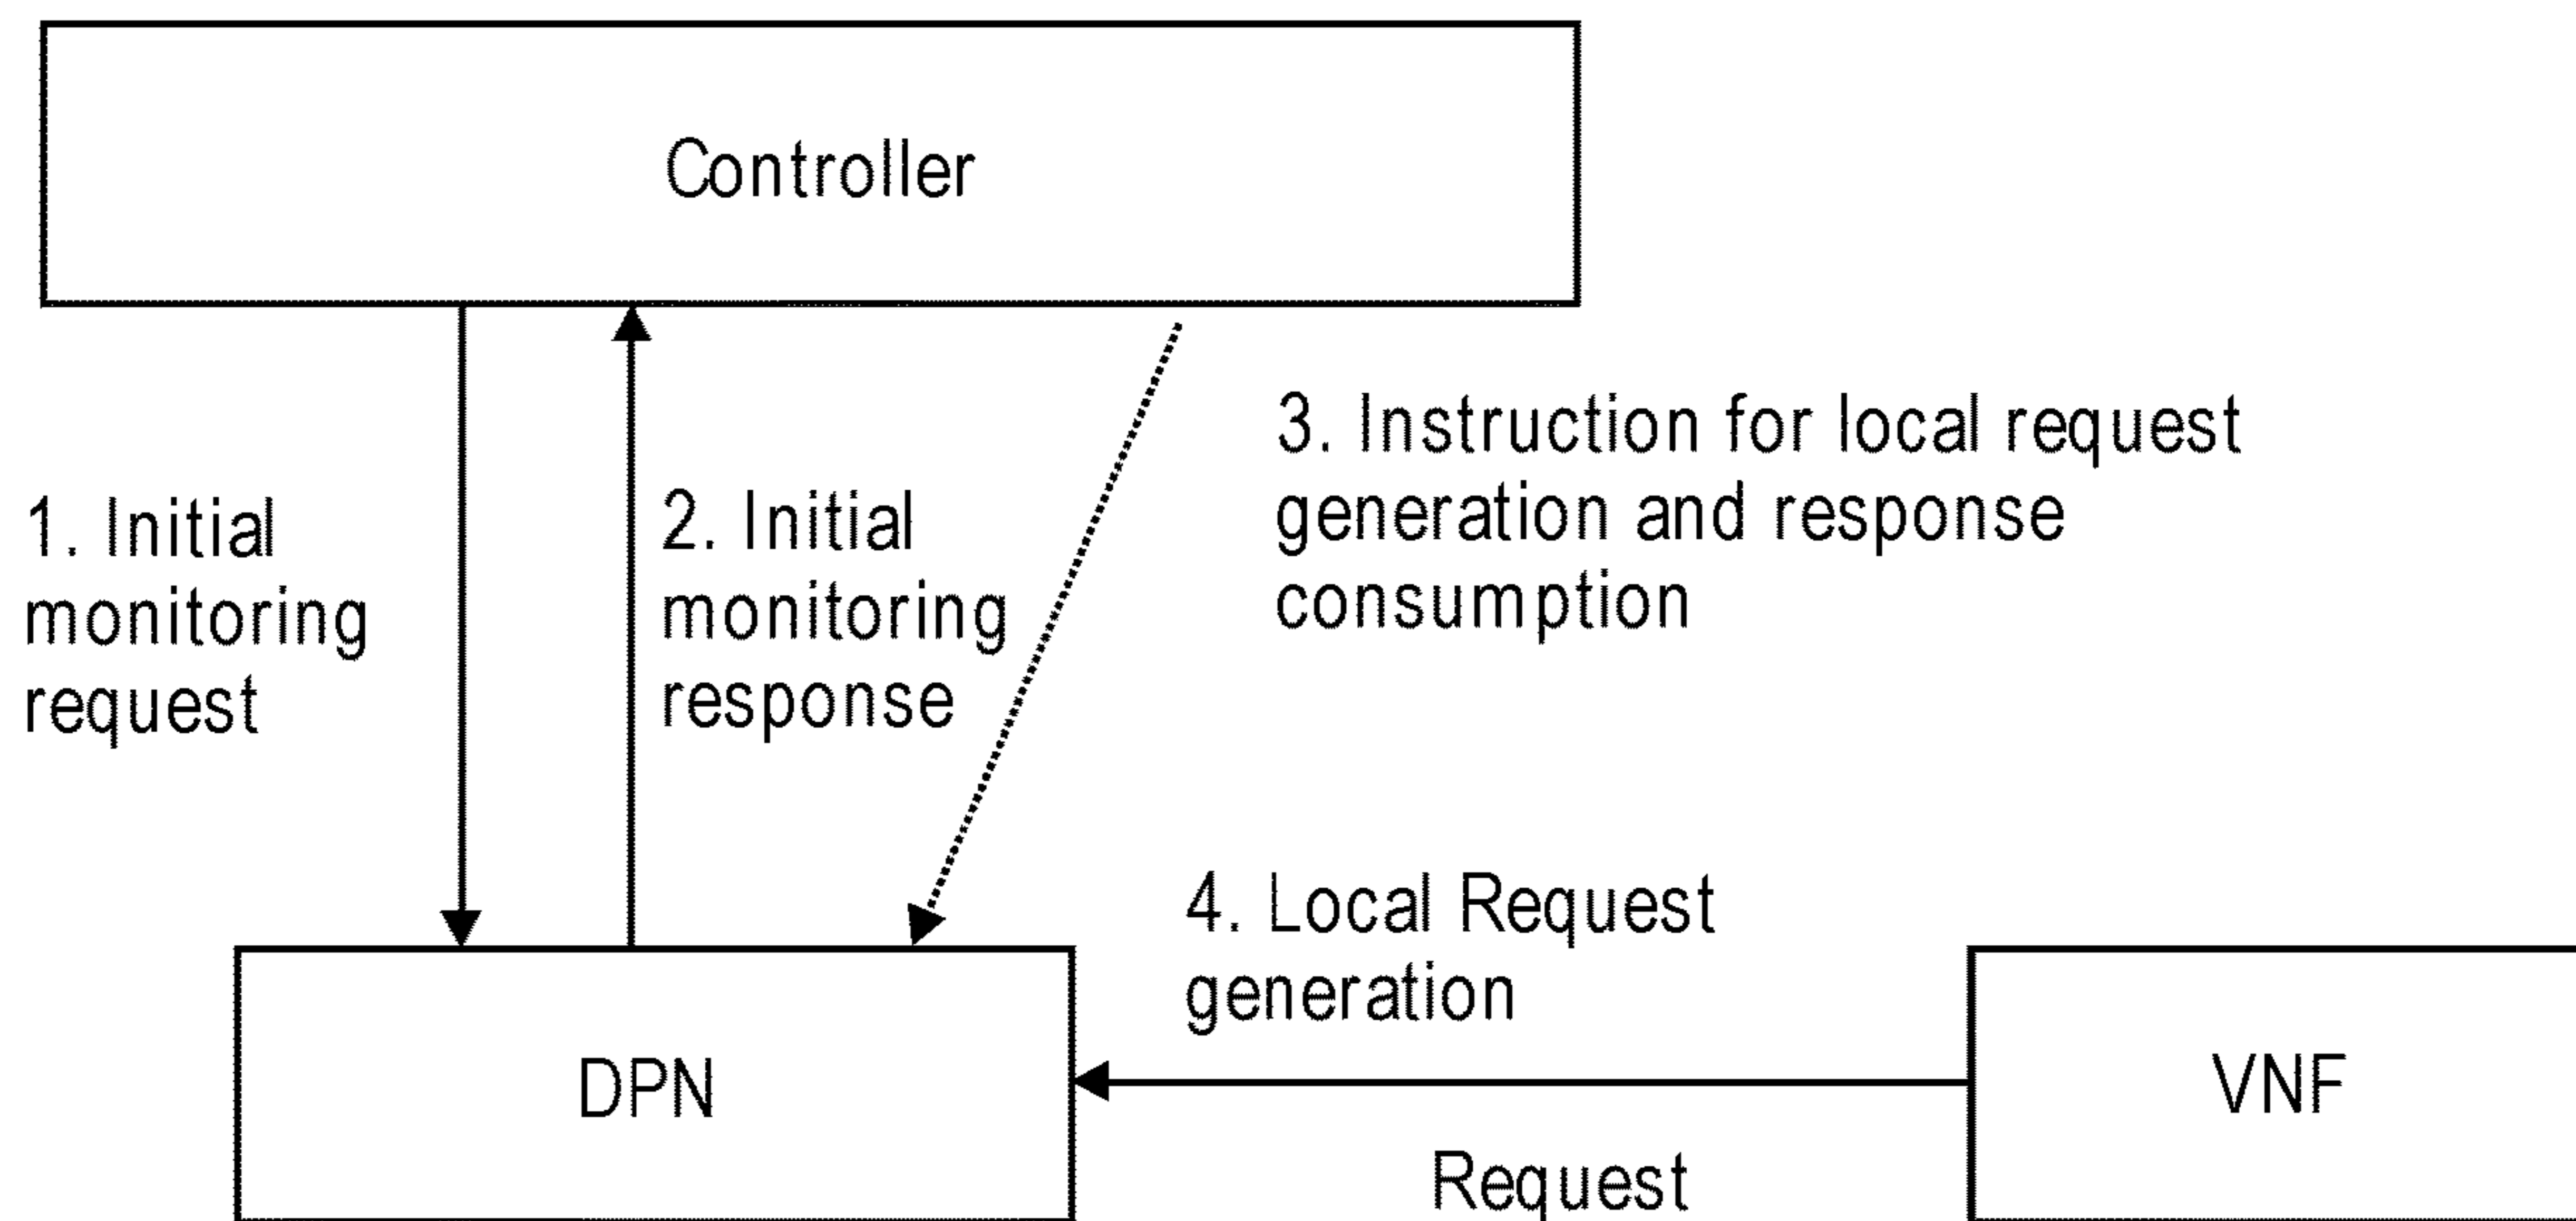 Controller
1. Initial
monitoring
request
2. Initial
monitoring
response
3. Instruction for local request
generation and response
consumption
4. Local Request
generation
DPN
VNF
Request